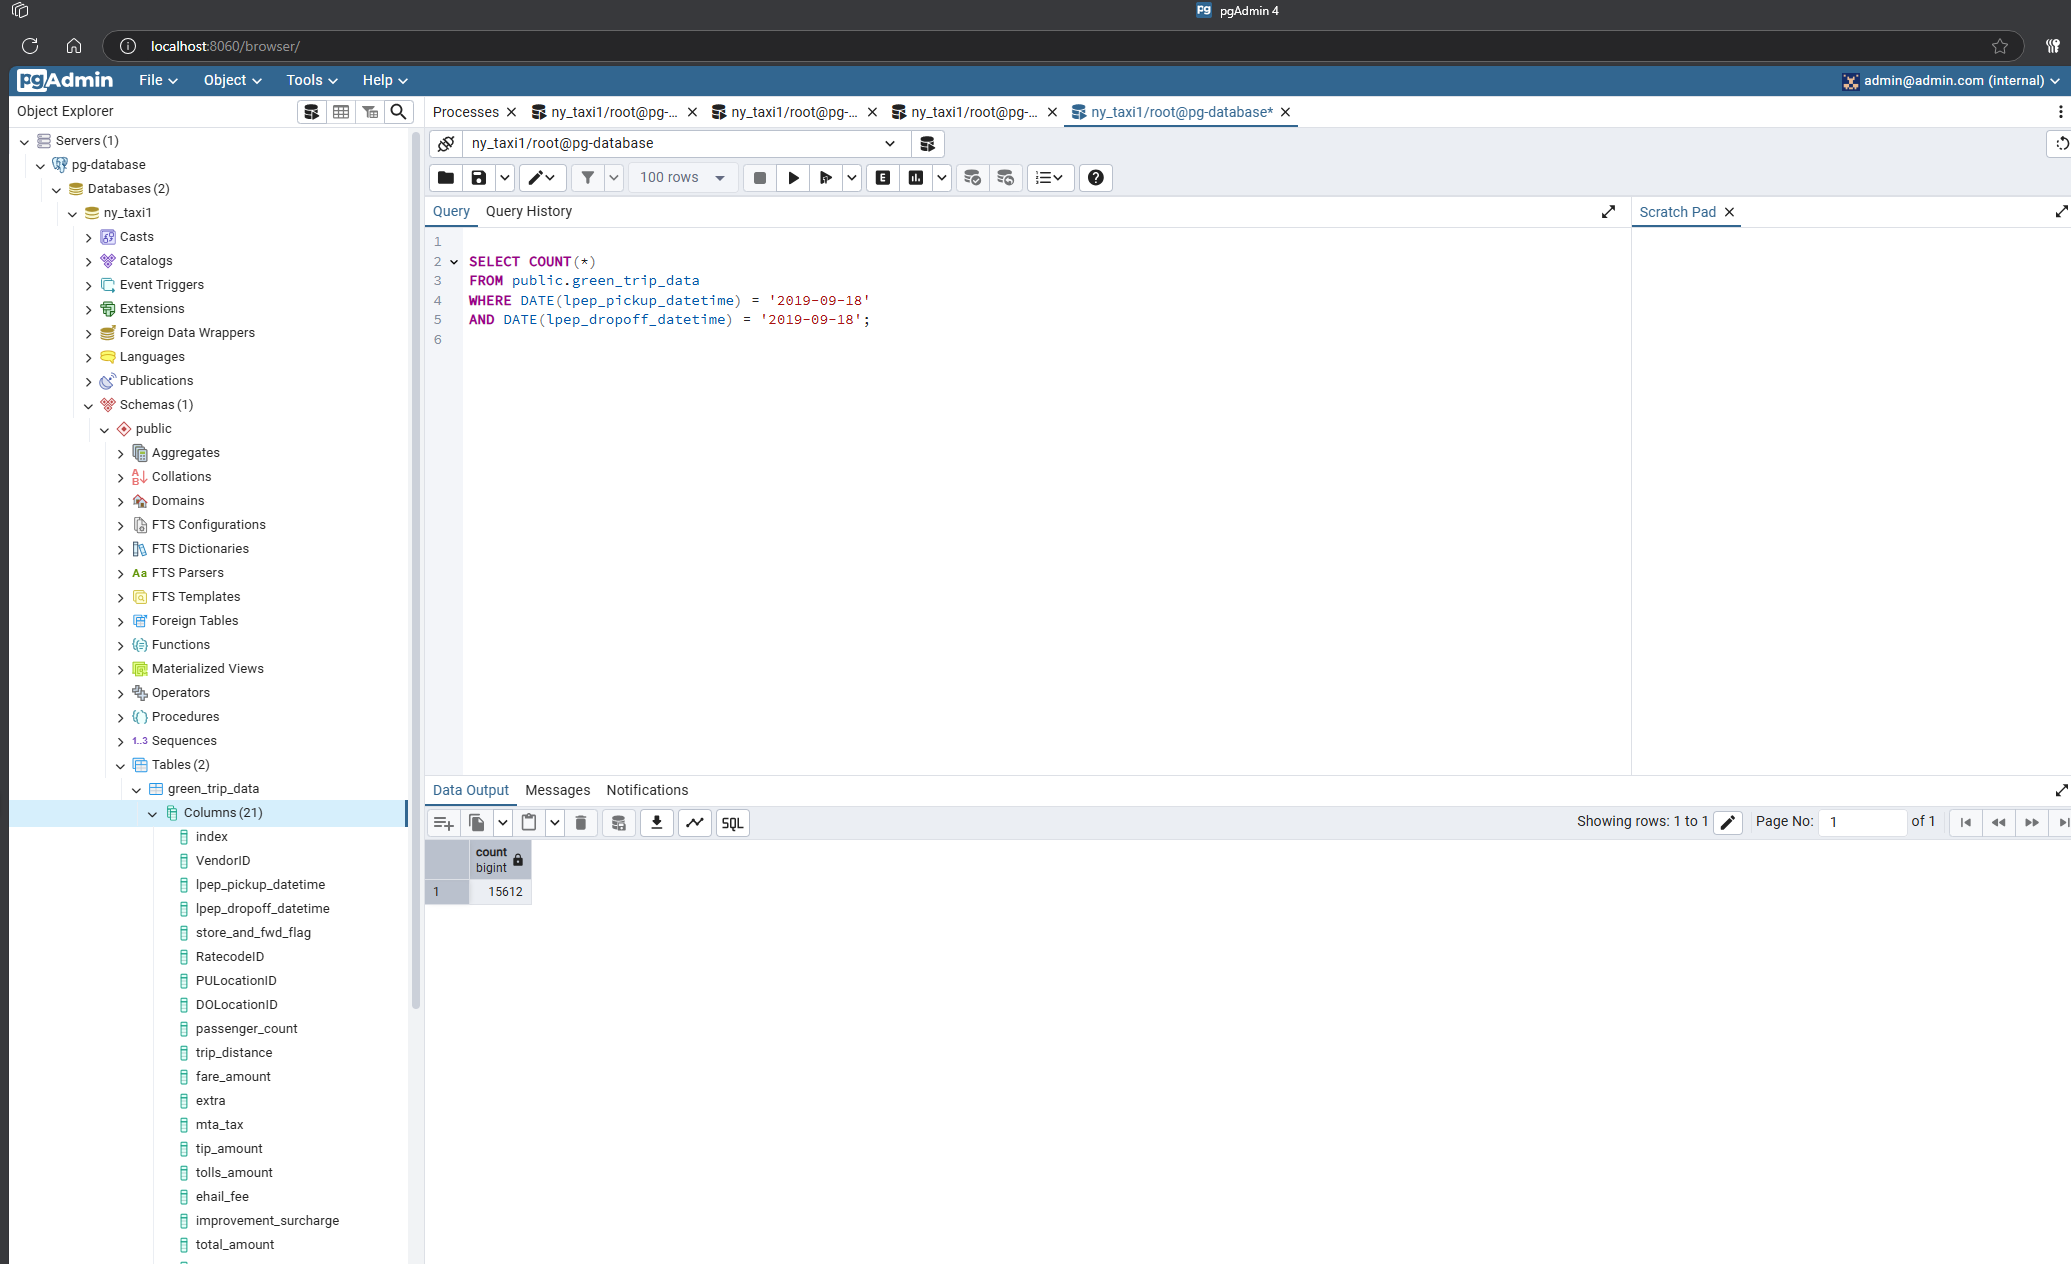 pgAdmin 4
localhost:8060/browser/
pgAdmin File Object Tools Help admin@admin.com (internal)
Object Explorer
Servers (1)
pg-database
Databases (2)
ny_taxi1
Casts
Catalogs
Event Triggers
Extensions
Foreign Data Wrappers
Languages
Publications
Schemas (1)
public
Aggregates
Collations
Domains
FTS Configurations
FTS Dictionaries
Aa FTS Parsers
FTS Templates
Foreign Tables
Functions
Materialized Views
Operators
Procedures
1..3 Sequences
Tables (2)
green_trip_data
Columns (21)
index
VendorID
lpep_pickup_datetime
lpep_dropoff_datetime
store_and_fwd_flag
RatecodeID
PULocationID
DOLocationID
passenger_count
trip_distance
fare_amount
extra
mta_tax
tip_amount
tolls_amount
ehail_fee
improvement_surcharge
total_amount
Processes ny_taxi1/root@pg-... ny_taxi1/root@pg-... ny_taxi1/root@pg-... ny_taxi1/root@pg-database*
ny_taxi1/root@pg-database
100 rows E
Query Query History Scratch Pad
1
2 SELECT COUNT(*)
3 FROM public.green_trip_data
4 WHERE DATE(lpep_pickup_datetime) = '2019-09-18'
5 AND DATE(lpep_dropoff_datetime) = '2019-09-18';
6
Data Output Messages Notifications
SQL Showing rows: 1 to 1 Page No: 1 of 1
count
bigint
1 15612